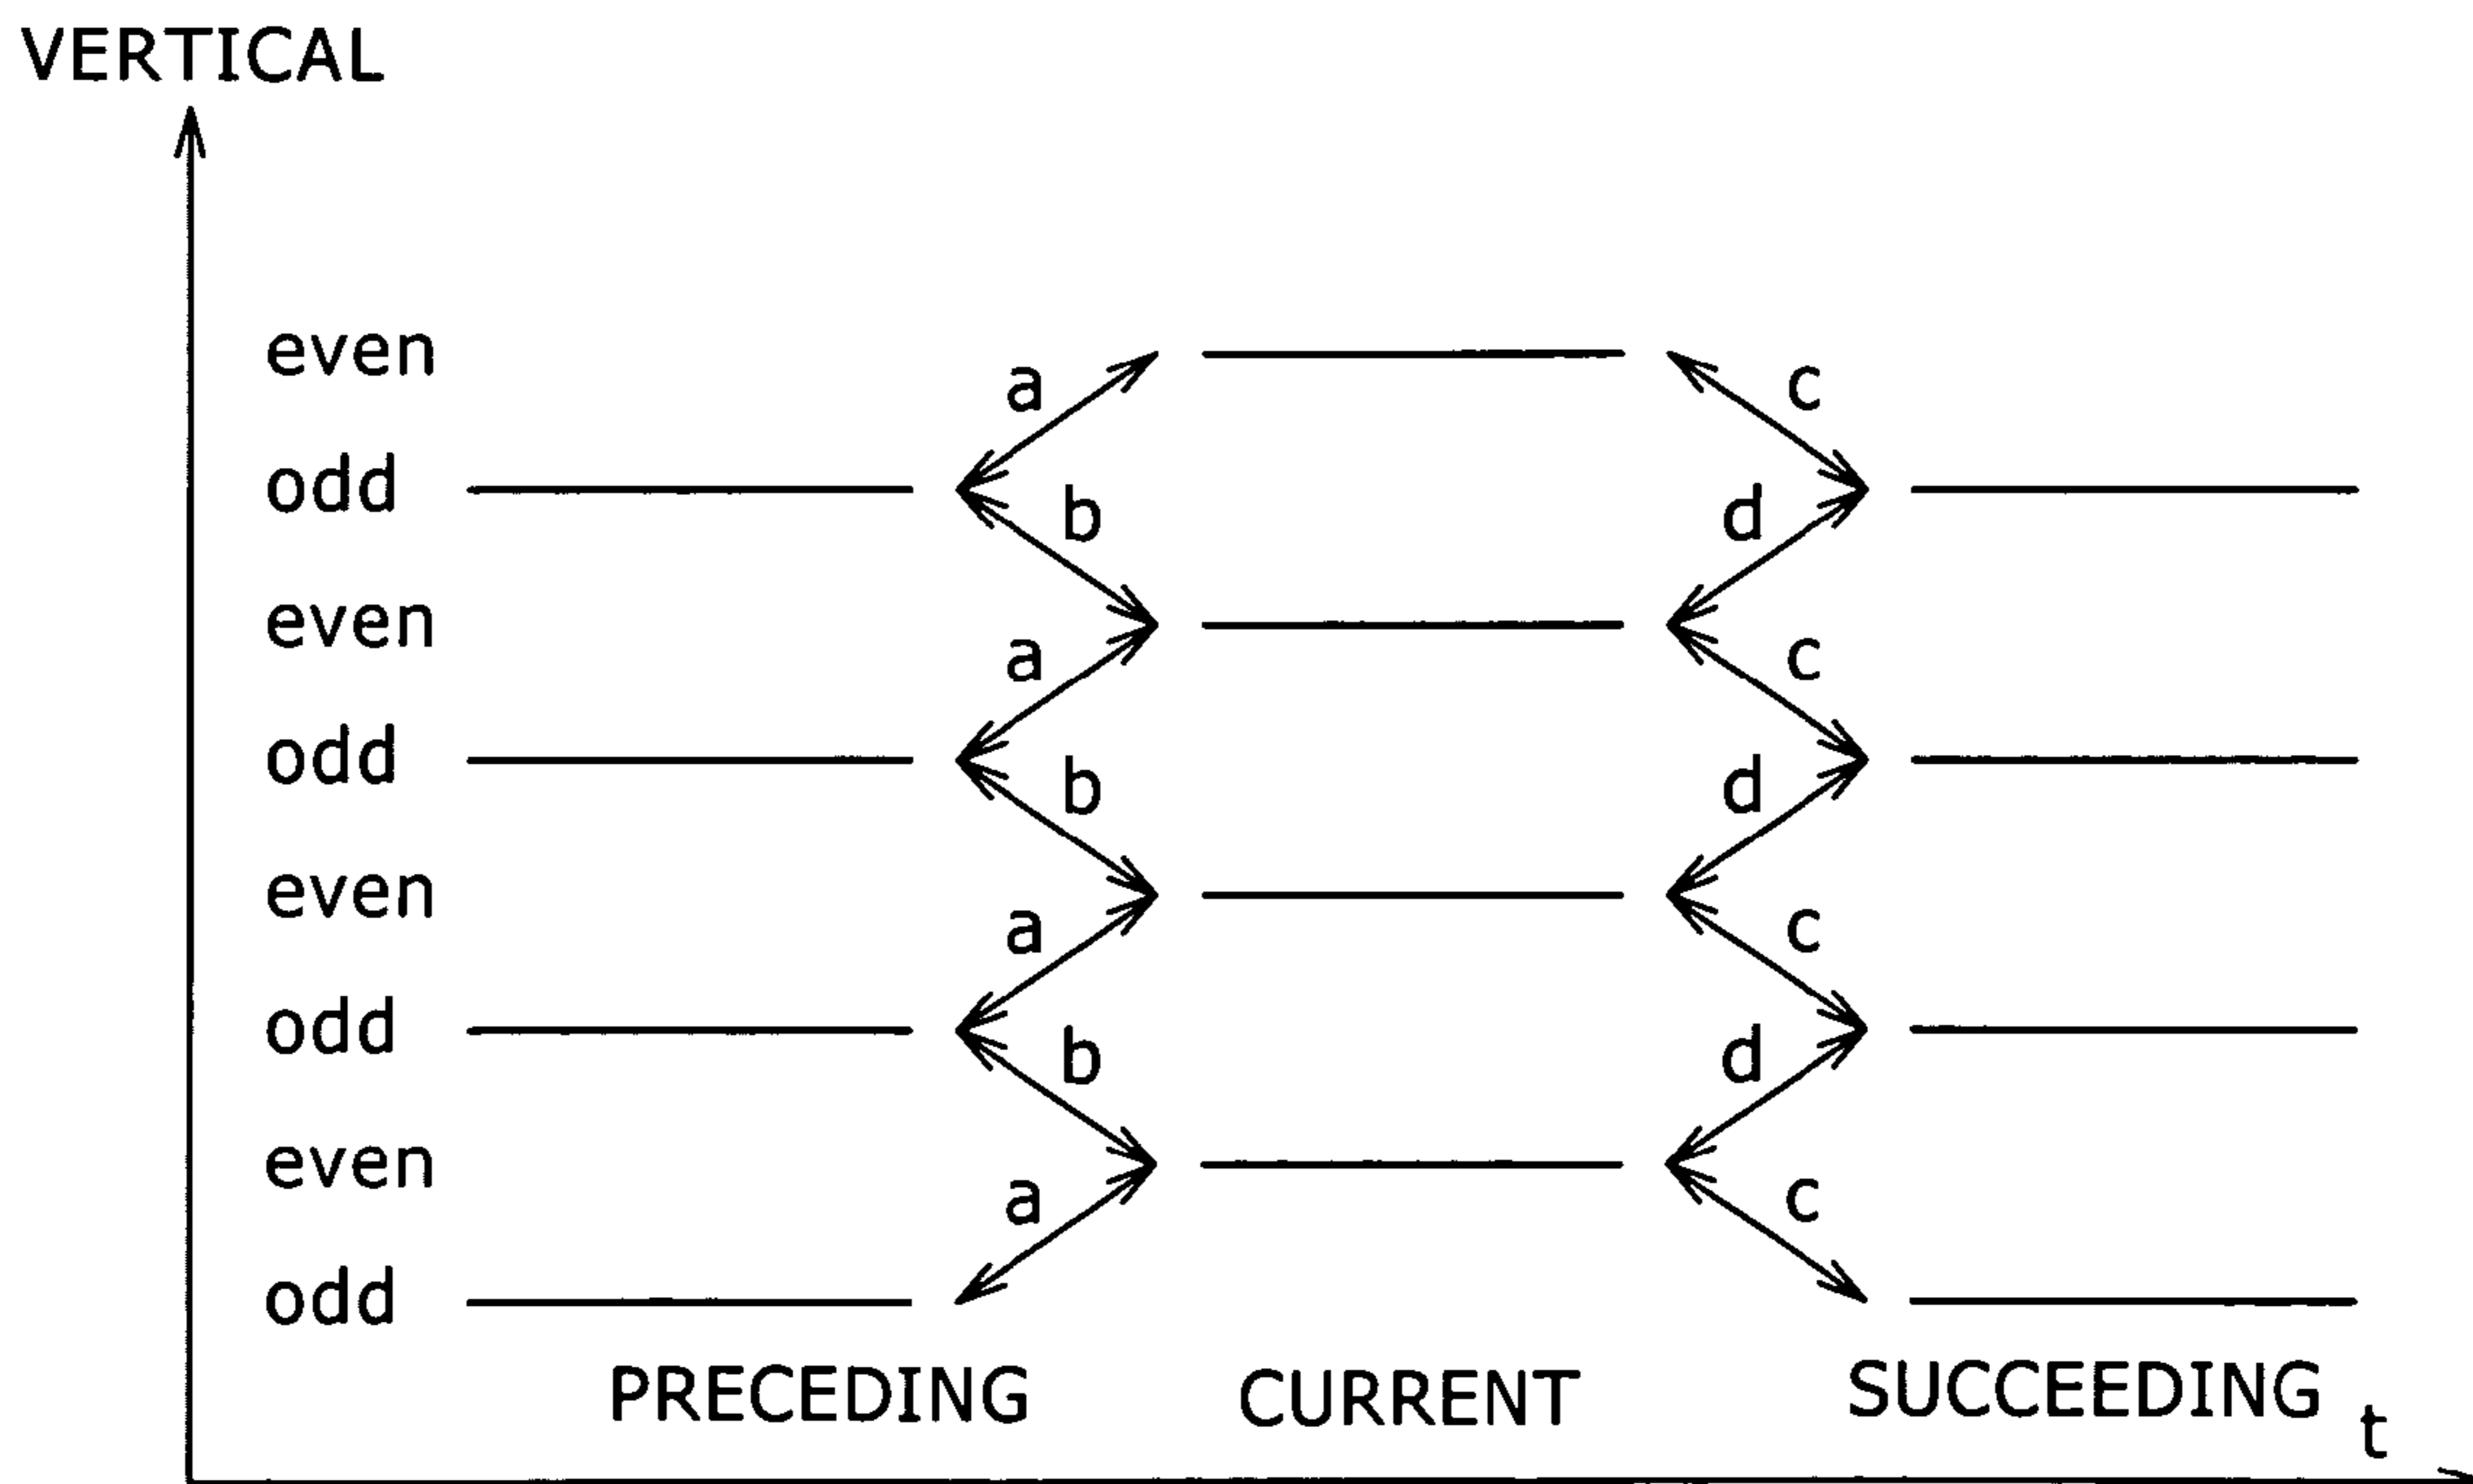 VERTICAL
even
a
c
odd
b
d
even
a
c
odd
b
d
even
a
c
odd
b
d
even
a
c
odd
PRECEDING
CURRENT
SUCCEEDING
t